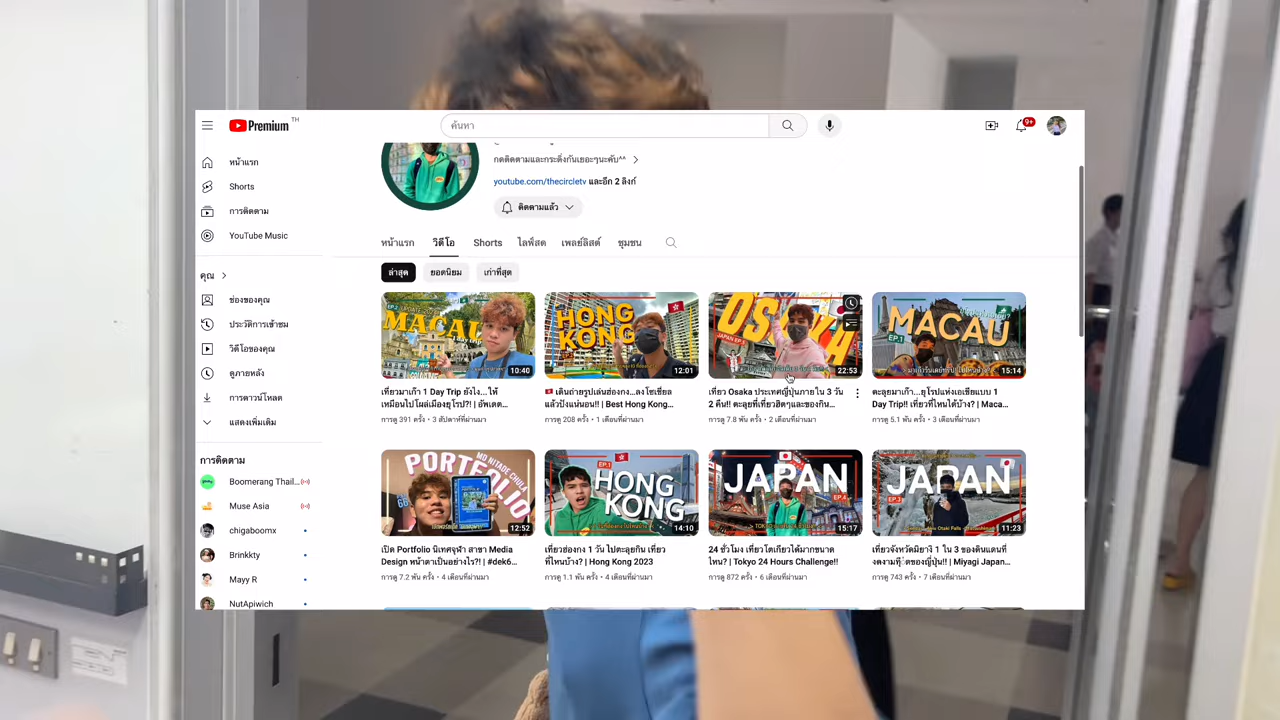 Premium TH
ค้นหา
9+
หน้าแรก
Shorts
การติดตาม
YouTube Music
คุณ
ช่องของคุณ
ประวัติการเข้าชม
วิดีโอของคุณ
ดูภายหลัง
การดาวน์โหลด
แสดงเพิ่มเติม
การติดตาม
Boomerang Thail...
Muse Asia
chigaboomx
Brinkkty
Mayy R
NutApiwich
กดติดตามและกระดิ่งกันเยอะๆนะคับ^^
youtube.com/thecircletv และอีก 2 ลิงก์
ติดตามแล้ว
หน้าแรก วิดีโอ Shorts ไลฟ์สด เพลย์ลิสต์ ชุมชน
ล่าสุด ยอดนิยม เก่าที่สุด
EP.2 UPDATE
MACAU
1day trip
10:40
เที่ยวมาเก๊า 1 Day Trip ยังไง...ให้
เหมือนไปโผล่เมืองยุโรป?! | อัพเดต...
การดู 391 ครั้ง • 3 สัปดาห์ที่ผ่านมา
HONG
KONG
EP.2
12:01
🇭🇰 เดินถ่ายรูปเล่นฮ่องกง...ลงโซเชียล
แล้วปังแน่นอน!! | Best Hong Kong...
การดู 208 ครั้ง • 1 เดือนที่ผ่านมา
OSAKA
JAPAN EP.5
22:53
เที่ยว Osaka ประเทศญี่ปุ่นภายใน 3 วัน
2 คืน!! ตะลุยที่เที่ยวฮิตๆและของกิน...
การดู 7.8 พัน ครั้ง • 2 เดือนที่ผ่านมา
MACAU
EP.1
15:14
ตะลุยมาเก๊า...ยุโรปแห่งเอเชียแบบ 1
Day Trip!! เที่ยวที่ไหนได้บ้าง? | Maca...
การดู 5.1 พัน ครั้ง • 3 เดือนที่ผ่านมา
PORTFOLIO
MD NITADE CHULA
12:52
เปิด Portfolio นิเทศจุฬา สาขา Media
Design หน้าตาเป็นอย่างไร?! | #dek6...
การดู 7.2 พัน ครั้ง • 4 เดือนที่ผ่านมา
EP.1
HONG
KONG
14:10
เที่ยวฮ่องกง 1 วัน ไปตะลุยกิน เที่ยว
ที่ไหนบ้าง? | Hong Kong 2023
การดู 1.1 พัน ครั้ง • 4 เดือนที่ผ่านมา
JAPAN
EP.4
15:17
24 ชั่วโมง เที่ยวโตเกียวได้มากขนาด
ไหน? | Tokyo 24 Hours Challenge!!
การดู 872 ครั้ง • 6 เดือนที่ผ่านมา
JAPAN
EP.3
11:23
เที่ยวจังหวัดมิยางิ 1 ใน 3 ของดินแดนที่
งดงามที่สุดของญี่ปุ่น!! | Miyagi Japan...
การดู 743 ครั้ง • 7 เดือนที่ผ่านมา